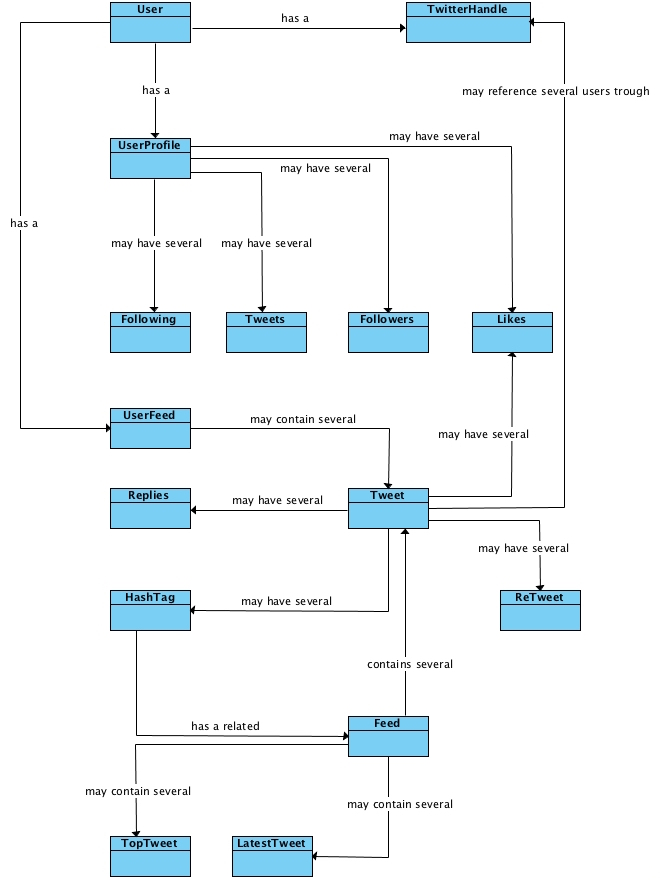 User
TwitterHandle
has a
has a
may reference several users trough
UserProfile
may have several
may have several
has a
may have several
may have several
Following
Tweets
Followers
Likes
UserFeed
may contain several
may have several
Replies
may have several
Tweet
may have several
HashTag
may have several
ReTweet
contains several
has a related
Feed
may contain several
may contain several
TopTweet
LatestTweet